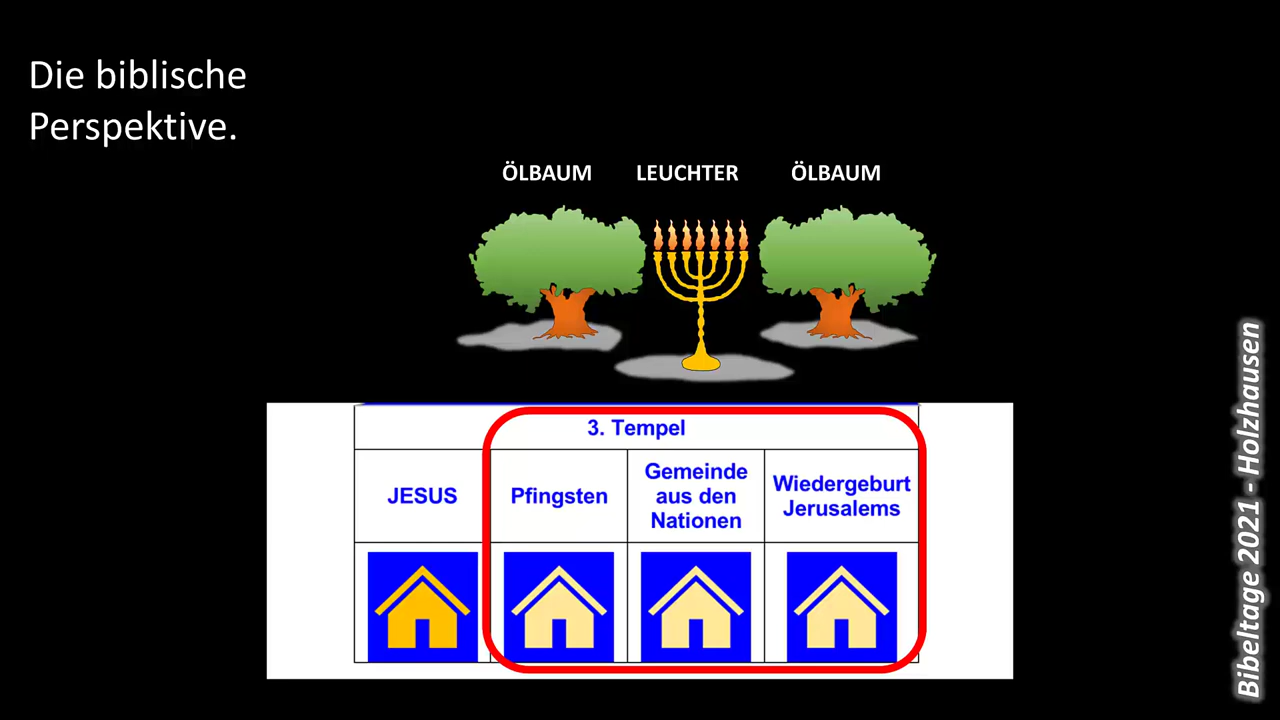 Die biblische
Perspektive.
ÖLBAUM LEUCHTER ÖLBAUM
3. Tempel
JESUS
Pfingsten
Gemeinde
aus den
Nationen
Wiedergeburt
Jerusalems
Bibeltage 2021 - Holzhausen